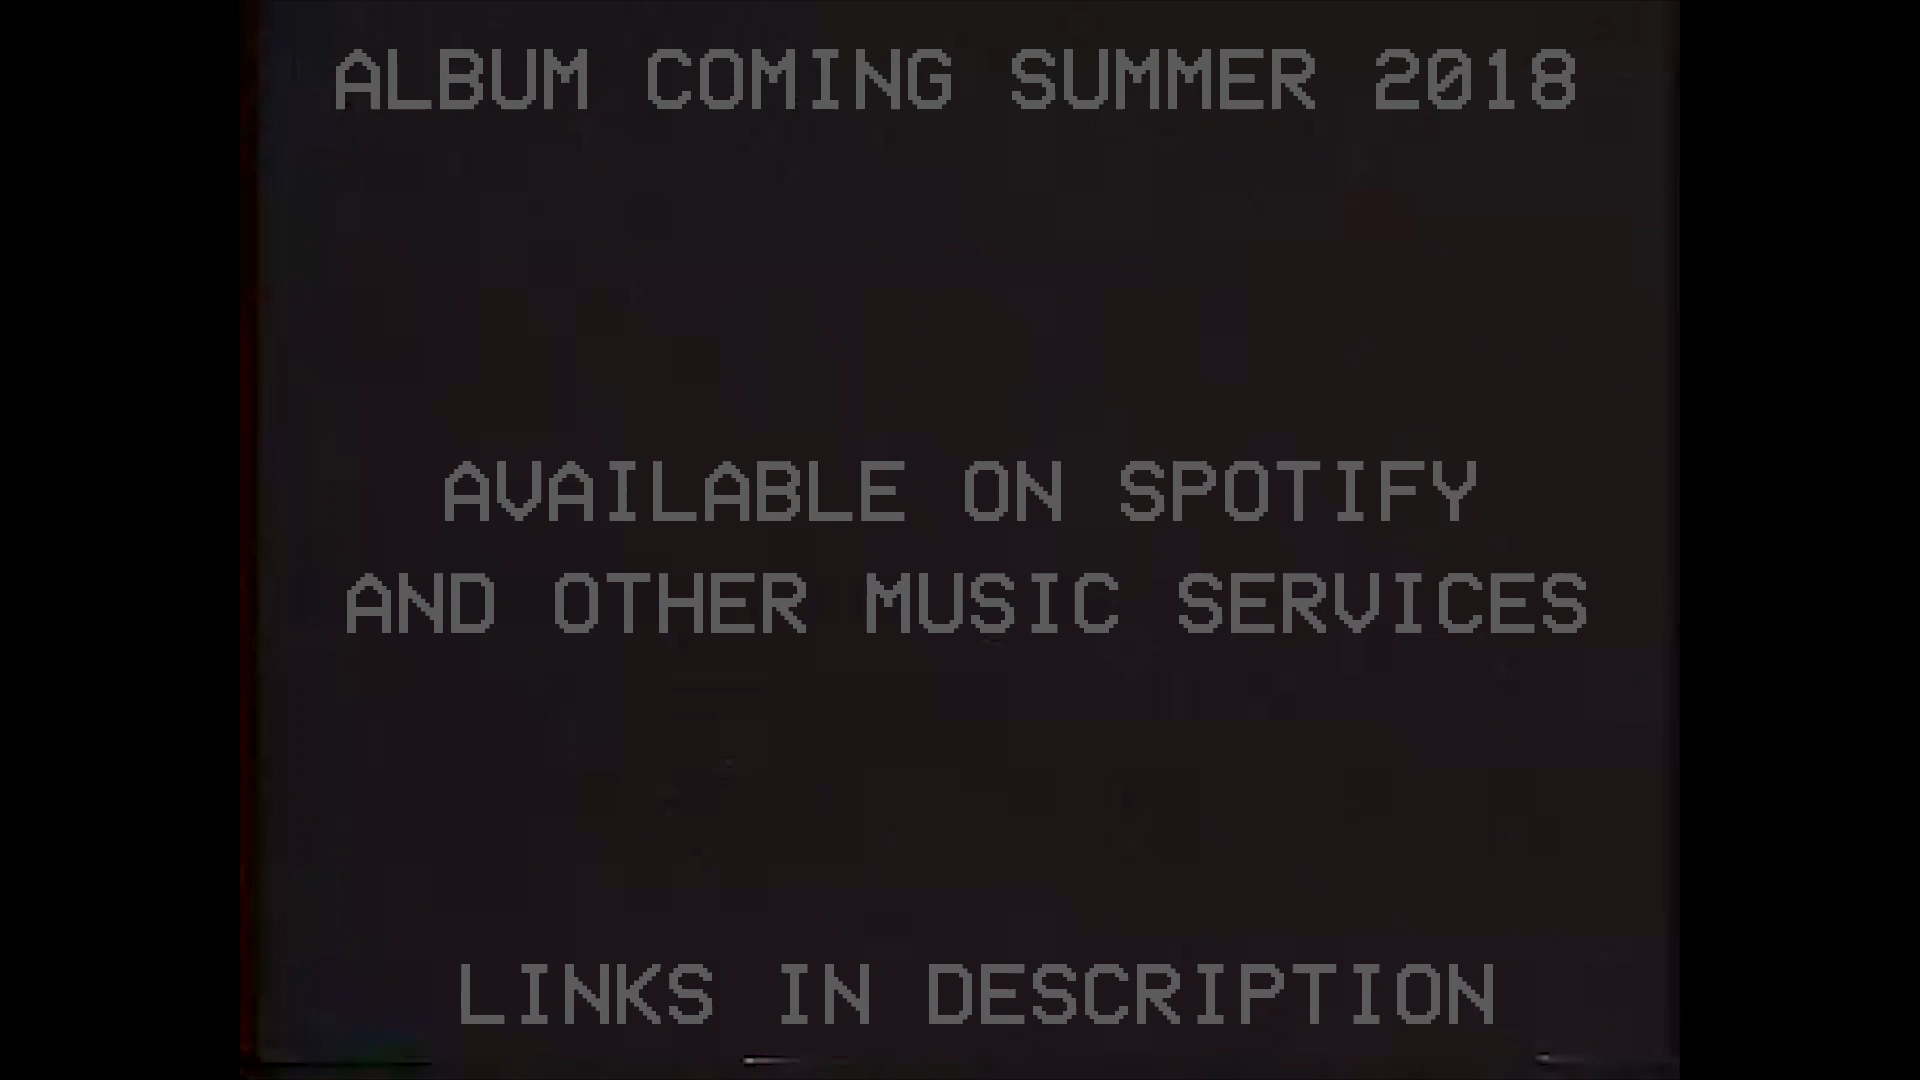 ALBUM COMING SUMMER 2018
AVAILABLE ON SPOTIFY
AND OTHER MUSIC SERVICES
LINKS IN DESCRIPTION